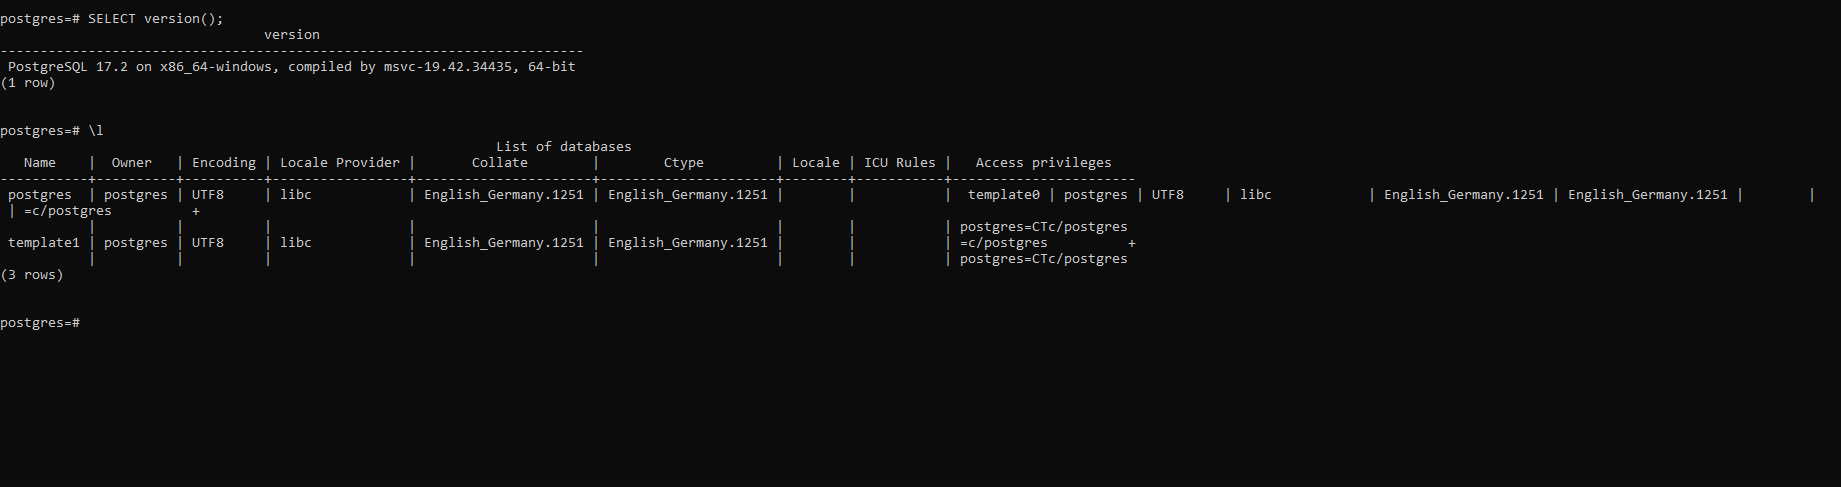 postgres=# SELECT version();
                                 version
-------------------------------------------------------------------------
 PostgreSQL 17.2 on x86_64-windows, compiled by msvc-19.42.34435, 64-bit
(1 row)
postgres=# \l
                                                              List of databases
   Name    |  Owner   | Encoding | Locale Provider |       Collate        |        Ctype         | Locale | ICU Rules |   Access privileges
-----------+----------+----------+-----------------+----------------------+----------------------+--------+-----------+-----------------------
 postgres  | postgres | UTF8     | libc            | English_Germany.1251 | English_Germany.1251 |        |           |  template0 | postgres | UTF8     | libc            | English_Germany.1251 | English_Germany.1251 |        |
 | =c/postgres          +
           |          |          |                 |                      |                      |        |           | postgres=CTc/postgres
 template1 | postgres | UTF8     | libc            | English_Germany.1251 | English_Germany.1251 |        |           | =c/postgres          +
           |          |          |                 |                      |                      |        |           | postgres=CTc/postgres
(3 rows)
postgres=#